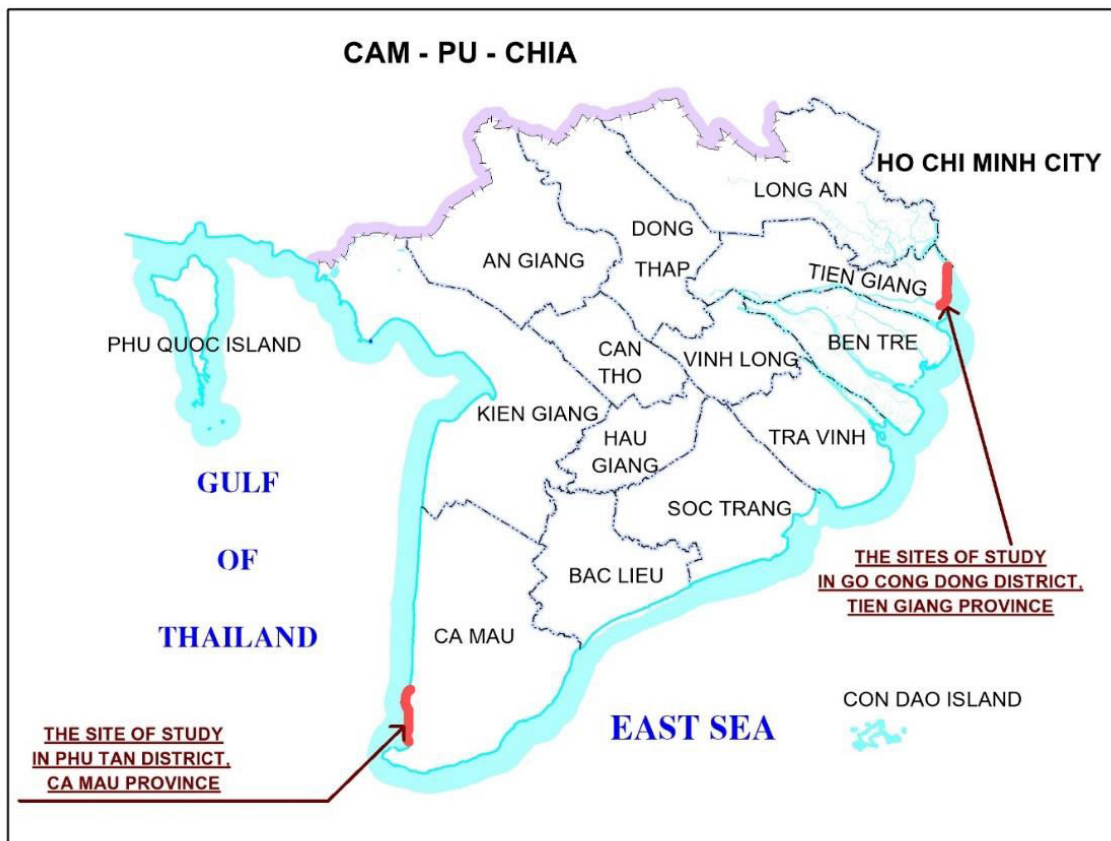 CAM - PU - CHIA
HO CHI MINH CITY
LONG AN
DONG
THAP
AN GIANG
TIEN GIANG
PHU QUOC ISLAND
BEN TRE
CAN
THO
VINH LONG
KIEN GIANG
HAU
GIANG
TRA VINH
GULF
OF
THAILAND
SOC TRANG
BAC LIEU
CA MAU
THE SITES OF STUDY
IN GO CONG DONG DISTRICT,
TIEN GIANG PROVINCE
CON DAO ISLAND
EAST SEA
THE SITE OF STUDY
IN PHU TAN DISTRICT,
CA MAU PROVINCE